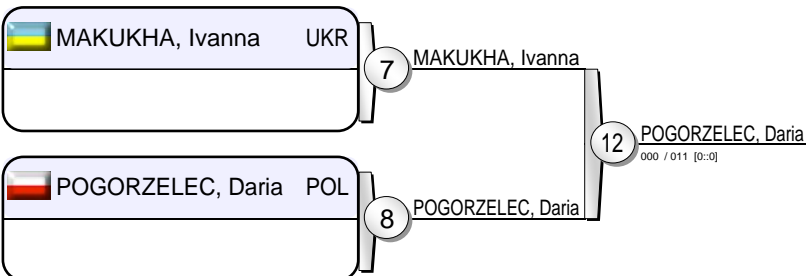 MAKUKHA, Ivanna UKR
7
MAKUKHA, Ivanna
12
POGORZELEC, Daria
000 / 011 [0::0]
POGORZELEC, Daria POL
8
POGORZELEC, Daria